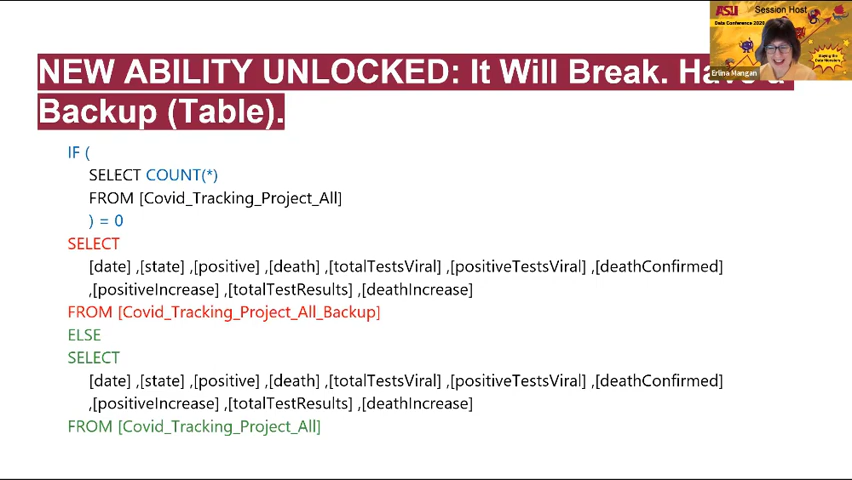 NEW ABILITY UNLOCKED: It Will Break. Have a
Backup (Table).
IF (
SELECT COUNT(*)
FROM [Covid_Tracking_Project_All]
) = 0
SELECT
[date] ,[state] ,[positive] ,[death] ,[totalTestsViral] ,[positiveTestsViral] ,[deathConfirmed]
,[positiveIncrease] ,[totalTestResults] ,[deathIncrease]
FROM [Covid_Tracking_Project_All_Backup]
ELSE
SELECT
[date] ,[state] ,[positive] ,[death] ,[totalTestsViral] ,[positiveTestsViral] ,[deathConfirmed]
,[positiveIncrease] ,[totalTestResults] ,[deathIncrease]
FROM [Covid_Tracking_Project_All]
ASU
Session Host
Data Conference 2020
Erlina Mangan